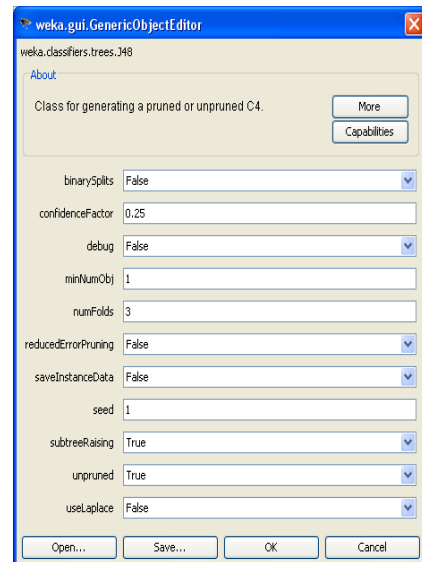 weka.gui.GenericObjectEditor
weka.classifiers.trees.J48
About
Class for generating a pruned or unpruned C4.
More
Capabilities
binarySplits False
confidenceFactor 0.25
debug False
minNumObj 1
numFolds 3
reducedErrorPruning False
saveInstanceData False
seed 1
subtreeRaising True
unpruned True
useLaplace False
Open... Save... OK Cancel